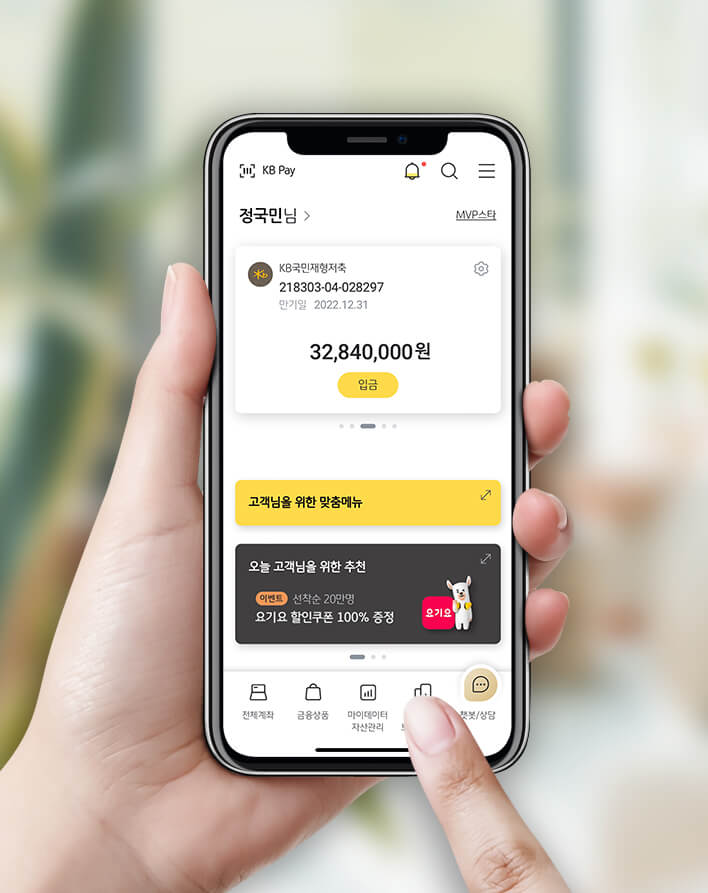 KB Pay
정국민님
MVP스타
KB국민재형저축
218303-04-028297
만기일 2022.12.31
32,840,000원
입금
고객님을 위한 맞춤메뉴
오늘 고객님을 위한 추천
이벤트 선착순 20만명
요기요 할인쿠폰 100% 증정
요기요
전체계좌
금융상품
마이데이터
자산관리
챗봇/상담